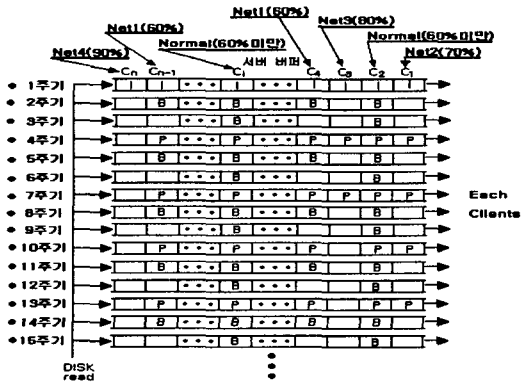 Net1(60%)
Net1(60%) Net3(80%)
Net4(90%) Normal(60%미만) Normal(60%미만)
서버 버퍼 Net2(70%)
Cn Cn-1 Ci C4 C3 C2 C1
1주기 I I ••• I ••• I I I I
2주기 B ••• B ••• B B
3주기 ••• B ••• B
4주기 P ••• P ••• P P P P
5주기 B ••• B ••• B B
6주기 ••• B ••• B
7주기 P ••• P ••• P P P P Each
8주기 B ••• B ••• B B Clients
9주기 ••• B ••• B
10주기 P ••• P ••• P P P
11주기 B ••• B ••• B B
12주기 ••• B ••• B
13주기 P ••• P ••• P P P
14주기 B ••• B ••• B B
15주기 ••• B ••• B
DISK
read